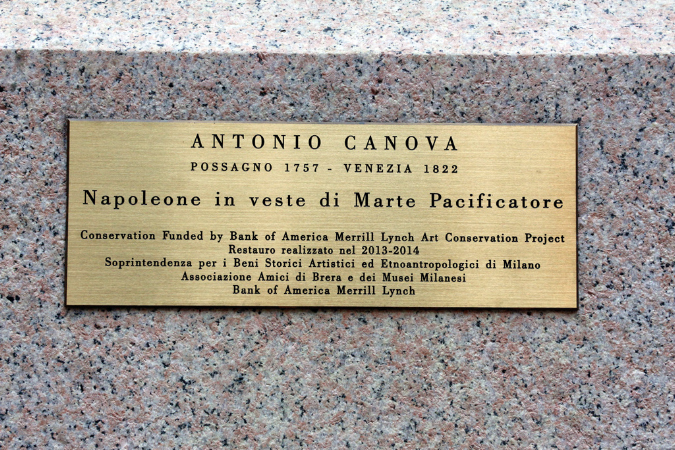 ANTONIO CANOVA
POSSAGNO 1757 - VENEZIA 1822
Napoleone in veste di Marte Pacificatore
Conservation Funded by Bank of America Merrill Lynch Art Conservation Project
Restauro realizzato nel 2013-2014
Soprintendenza per i Beni Storici Artistici ed Etnoantropologici di Milano
Associazione Amici di Brera e dei Musei Milanesi
Bank of America Merrill Lynch